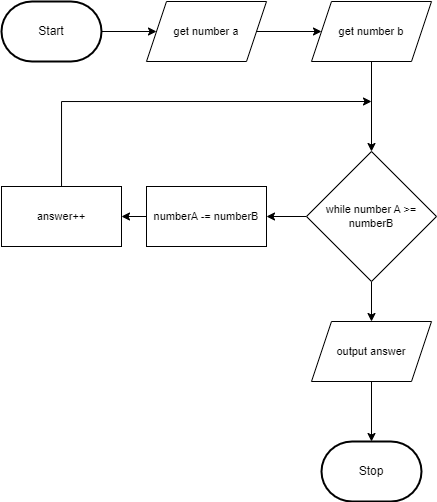 Start
get number a
get number b
while number A >=
numberB
numberA -= numberB
answer++
output answer
Stop